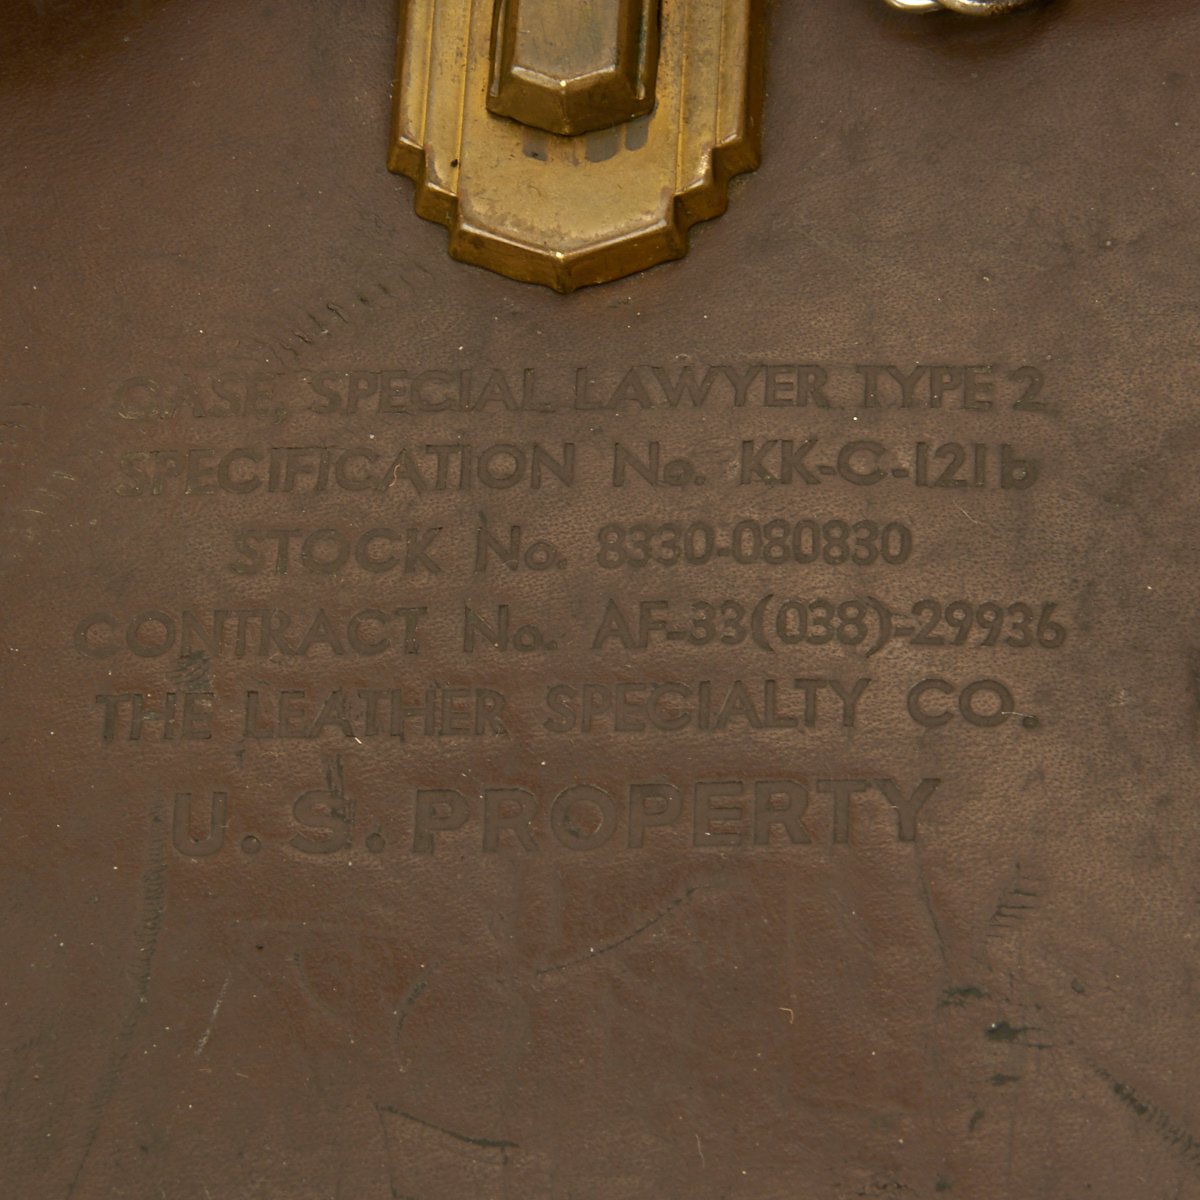 CASE, SPECIAL LAWYER TYPE 2
SPECIFICATION No. KK-C-121b
STOCK No. 8330-080830
CONTRACT No. AF-33(038)-29936
THE LEATHER SPECIALTY CO.
U.S. PROPERTY